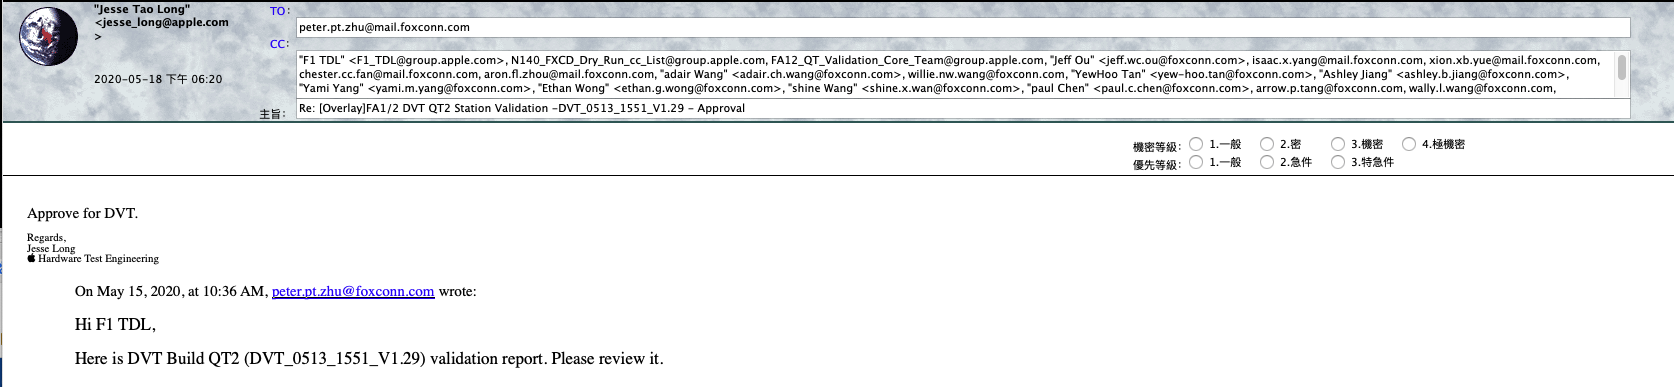 "Jesse Tao Long"
<jesse_long@apple.com
>
2020-05-18 下午 06:20
TO:
peter.pt.zhu@mail.foxconn.com
CC:
"F1 TDL" <F1_TDL@group.apple.com>, N140_FXCD_Dry_Run_cc_List@group.apple.com, FA12_QT_Validation_Core_Team@group.apple.com, "Jeff Ou" <jeff.wc.ou@foxconn.com>, isaac.x.yang@mail.foxconn.com, xion.xb.yue@mail.foxconn.com,
chester.cc.fan@mail.foxconn.com, aron.fl.zhou@mail.foxconn.com, "adair Wang" <adair.ch.wang@foxconn.com>, willie.nw.wang@foxconn.com, "YewHoo Tan" <yew-hoo.tan@foxconn.com>, "Ashley Jiang" <ashley.b.jiang@foxconn.com>,
"Yami Yang" <yami.m.yang@foxconn.com>, "Ethan Wong" <ethan.g.wong@foxconn.com>, "shine Wang" <shine.x.wan@foxconn.com>, "paul Chen" <paul.c.chen@foxconn.com>, arrow.p.tang@foxconn.com, wally.l.wang@foxconn.com,
主旨: Re: [Overlay]FA1/2 DVT QT2 Station Validation -DVT_0513_1551_V1.29 - Approval
機密等級: 1.一般 2.密 3.機密 4.極機密
優先等級: 1.一般 2.急件 3.特急件
Approve for DVT.
Regards,
Jesse Long
Hardware Test Engineering
On May 15, 2020, at 10:36 AM, peter.pt.zhu@foxconn.com wrote:
Hi F1 TDL,
Here is DVT Build QT2 (DVT_0513_1551_V1.29) validation report. Please review it.